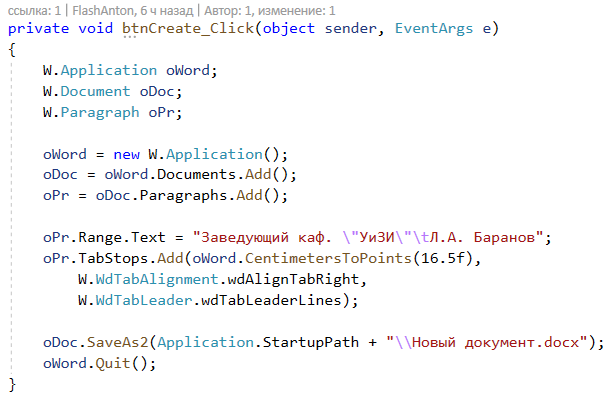 ссылка: 1 | FlashAnton, 6 ч назад | Автор: 1, изменение: 1
private void btnCreate_Click(object sender, EventArgs e)
{
    W.Application oWord;
    W.Document oDoc;
    W.Paragraph oPr;

    oWord = new W.Application();
    oDoc = oWord.Documents.Add();
    oPr = oDoc.Paragraphs.Add();

    oPr.Range.Text = "Заведующий каф. \"УиЗИ\"\tЛ.А. Баранов";
    oPr.TabStops.Add(oWord.CentimetersToPoints(16.5f),
        W.WdTabAlignment.wdAlignTabRight,
        W.WdTabLeader.wdTabLeaderLines);

    oDoc.SaveAs2(Application.StartupPath + "\\Новый документ.docx");
    oWord.Quit();
}